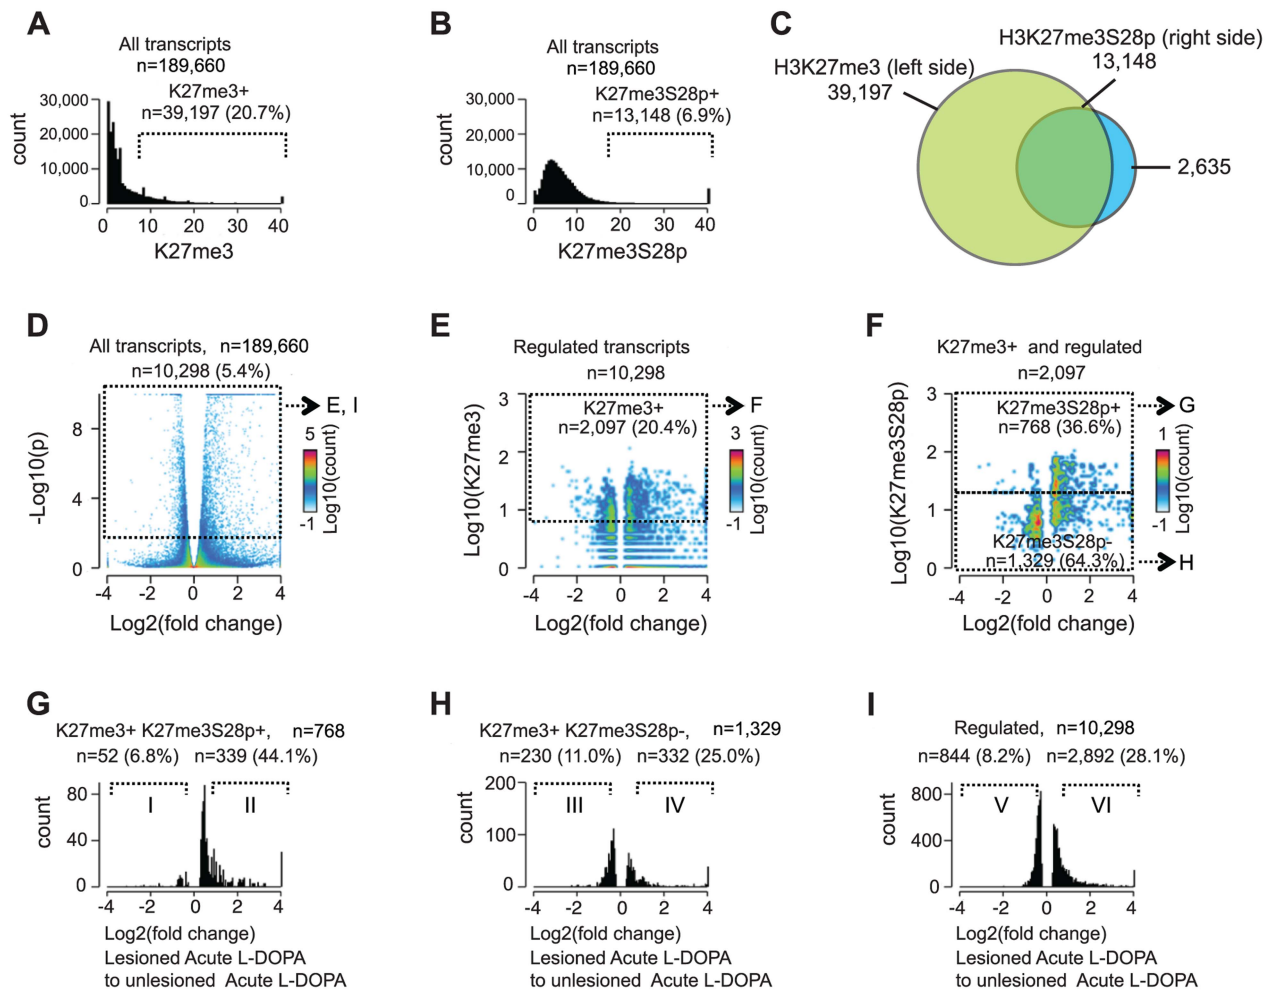 A
All transcripts
n=189,660
K27me3+
n=39,197 (20.7%)
count
30,000
20,000
10,000
0
0 10 20 30 40
K27me3
B
All transcripts
n=189,660
K27me3S28p+
n=13,148 (6.9%)
count
30,000
20,000
10,000
0
0 10 20 30 40
K27me3S28p
C
H3K27me3S28p (right side)
13,148
H3K27me3 (left side)
39,197
2,635
D
All transcripts, n=189,660
n=10,298 (5.4%)
E, I
-Log10(p)
8
4
0
5
-1
Log10(count)
-4 -2 0 2 4
Log2(fold change)
E
Regulated transcripts
n=10,298
K27me3+
n=2,097 (20.4%)
F
Log10(K27me3)
3
2
1
0
3
-1
Log10(count)
-4 -2 0 2 4
Log2(fold change)
F
K27me3+ and regulated
n=2,097
K27me3S28p+
n=768 (36.6%)
G
Log10(K27me3S28p)
3
2
1
0
1
-1
Log10(count)
K27me3S28p-
n=1,329 (64.3%)
H
-4 -2 0 2 4
Log2(fold change)
G
K27me3+ K27me3S28p+, n=768
n=52 (6.8%) n=339 (44.1%)
I II
count
80
40
0
-4 -2 0 2 4
Log2(fold change)
Lesioned Acute L-DOPA
to unlesioned Acute L-DOPA
H
K27me3+ K27me3S28p-, n=1,329
n=230 (11.0%) n=332 (25.0%)
III IV
count
200
100
0
-4 -2 0 2 4
Log2(fold change)
Lesioned Acute L-DOPA
to unlesioned Acute L-DOPA
I
Regulated, n=10,298
n=844 (8.2%) n=2,892 (28.1%)
V VI
count
800
400
0
-4 -2 0 2 4
Log2(fold change)
Lesioned Acute L-DOPA
to unlesioned Acute L-DOPA